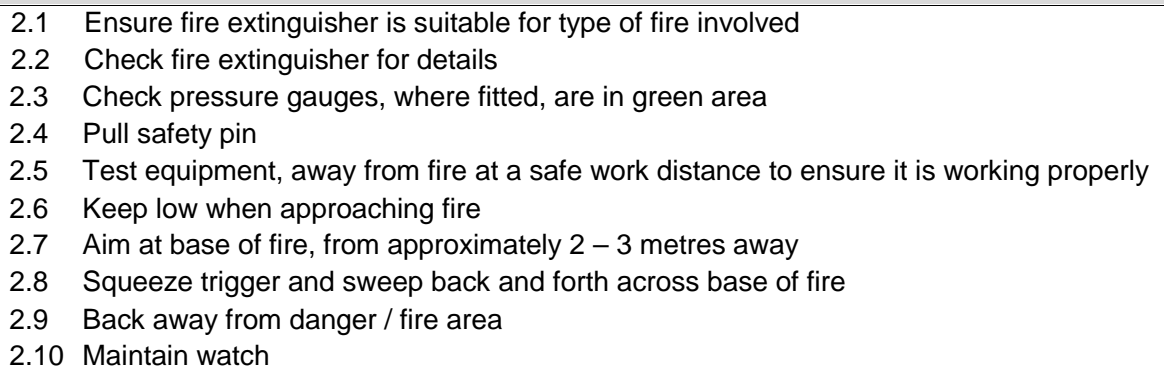 2.1 Ensure fire extinguisher is suitable for type of fire involved
2.2 Check fire extinguisher for details
2.3 Check pressure gauges, where fitted, are in green area
2.4 Pull safety pin
2.5 Test equipment, away from fire at a safe work distance to ensure it is working properly
2.6 Keep low when approaching fire
2.7 Aim at base of fire, from approximately 2 – 3 metres away
2.8 Squeeze trigger and sweep back and forth across base of fire
2.9 Back away from danger / fire area
2.10 Maintain watch